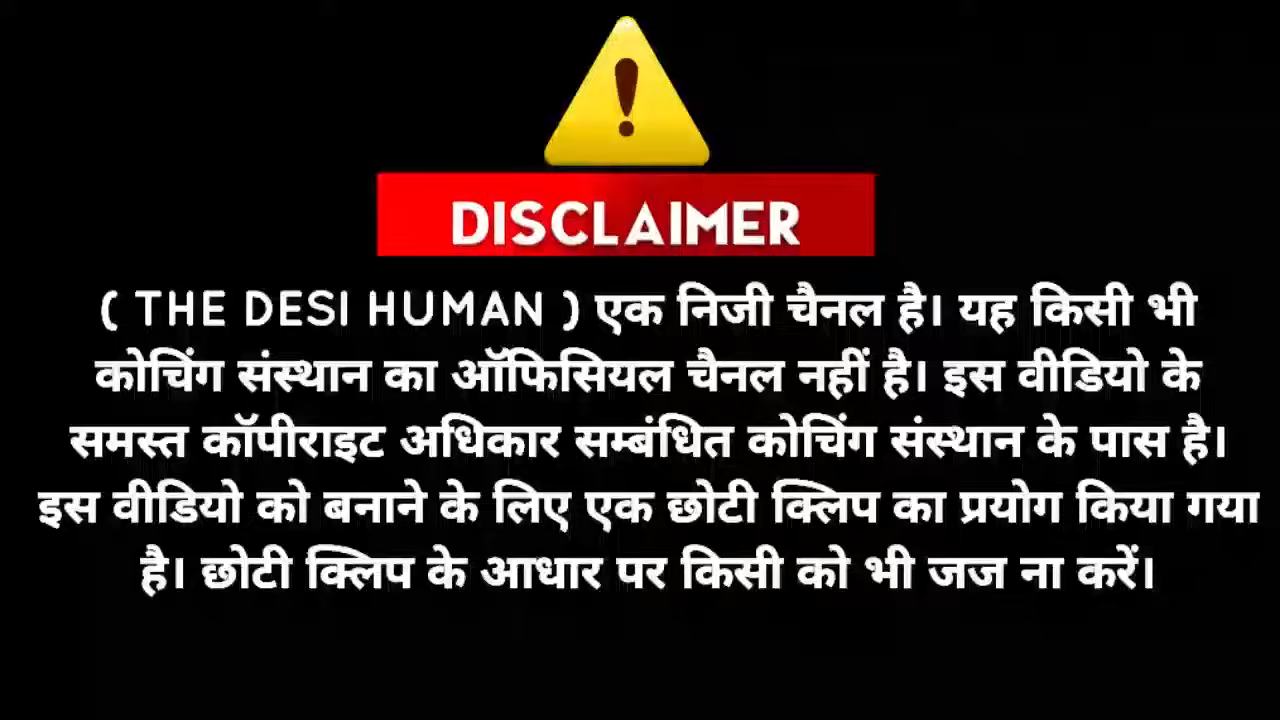 DISCLAIMER
( THE DESI HUMAN ) एक निजी चैनल है। यह किसी भी
कोचिंग संस्थान का ऑफिसियल चैनल नहीं है। इस वीडियो के
समस्त कॉपीराइट अधिकार सम्बंधित कोचिंग संस्थान के पास है।
इस वीडियो को बनाने के लिए एक छोटी क्लिप का प्रयोग किया गया
है। छोटी क्लिप के आधार पर किसी को भी जज ना करें।